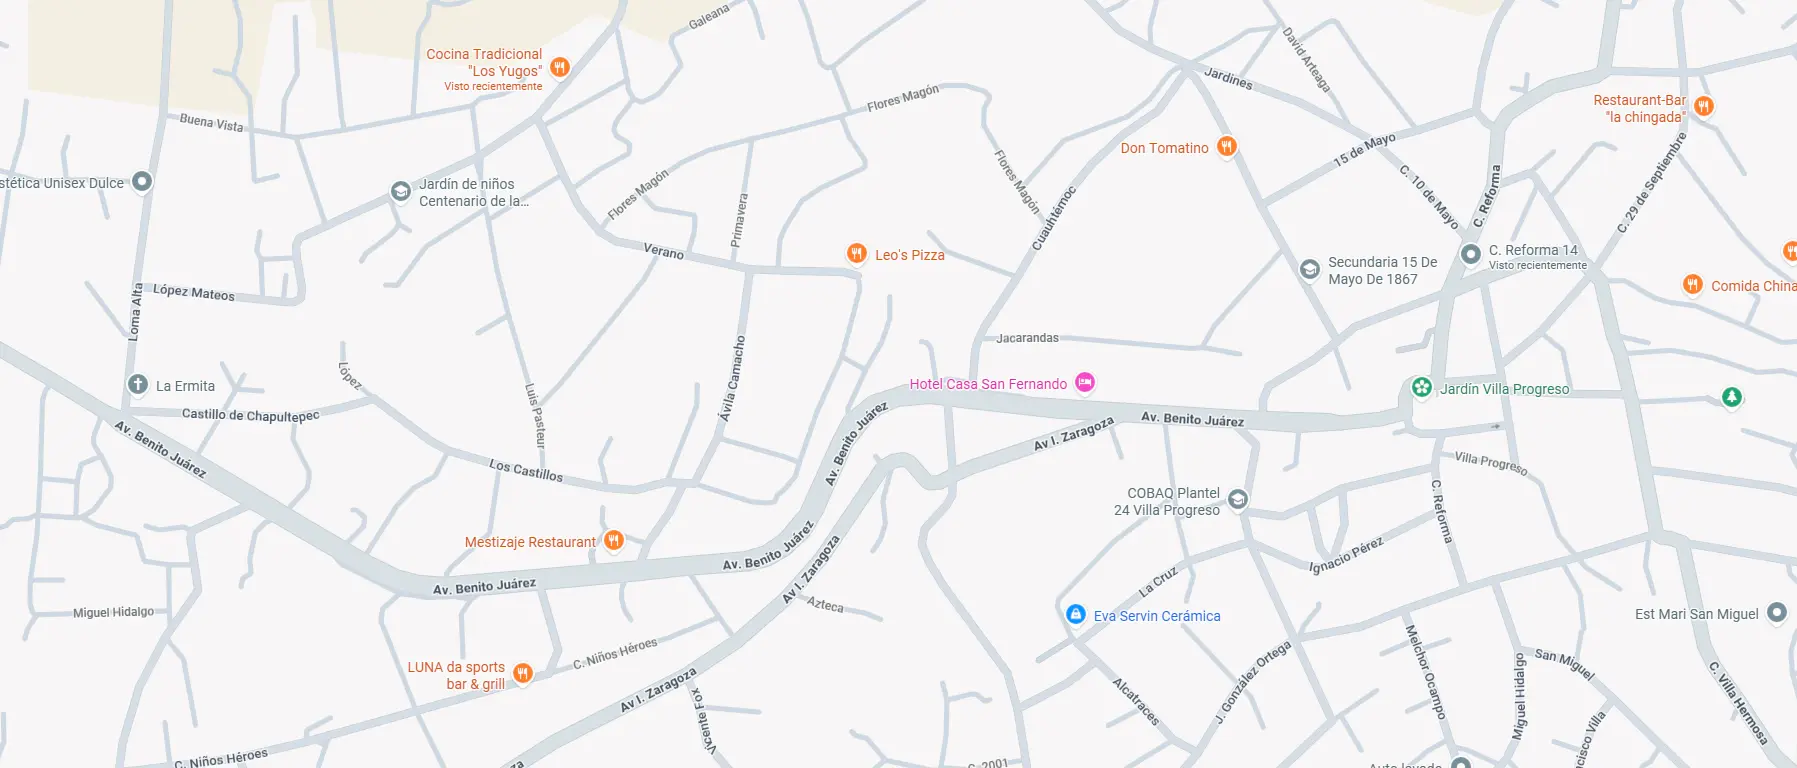 Galeana
Cocina Tradicional
"Los Yugos"
Visto recientemente
Jardines
David Arteaga
Flores Magón
Restaurant-Bar
"la chingada"
Buena Vista
Don Tomatino
15 de Mayo
C. 29 de Septiembre
stética Unisex Dulce
Jardín de niños
Centenario de la...
Flores Magón
Flores Magón
C. 10 de Mayo
C. Reforma
Primavera
Cuauhtémoc
Verano
Leo's Pizza
C. Reforma 14
Visto recientemente
Secundaria 15 De
Mayo De 1867
López Mateos
Loma Alta
Comida China
Jacarandas
La Ermita
López
Luis Pasteur
Ávila Camacho
Hotel Casa San Fernando
Jardín Villa Progreso
Castillo de Chapultepec
Av. Benito Juárez
Av. Benito Juárez
Av I. Zaragoza
Av. Benito Juárez
Los Castillos
Villa Progreso
COBAQ Plantel
24 Villa Progreso
C. Reforma
Mestizaje Restaurant
Av. Benito Juárez
Av. Benito Juárez
Av I. Zaragoza
Ignacio Pérez
La Cruz
Miguel Hidalgo
Azteca
Eva Servin Cerámica
Est Mari San Miguel
C. Niños Héroes
LUNA da sports
bar & grill
Av I. Zaragoza
Vicente Fox
Alcatraces
J. González Ortega
Melchor Ocampo
Miguel Hidalgo
San Miguel
C. Villa Hermosa
cisco Villa
C. Niños Héroes
za
C. 2001
Auto lavado